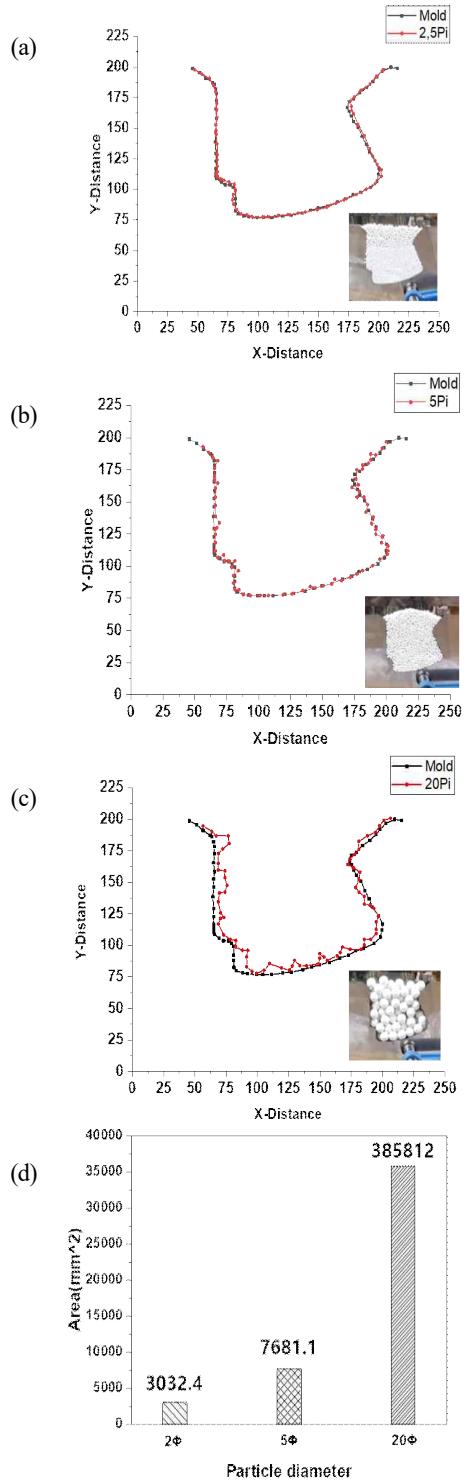 (a)
Mold
2,5Pi
225
200
175
150
125
100
75
50
25
0
Y-Distance
0 25 50 75 100 125 150 175 200 225 250
X-Distance
(b)
Mold
5Pi
225
200
175
150
125
100
75
50
25
0
Y-Distance
0 25 50 75 100 125 150 175 200 225 250
X-Distance
(c)
Mold
20Pi
225
200
175
150
125
100
75
50
25
0
Y-Distance
0 25 50 75 100 125 150 175 200 225 250
X-Distance
(d)
40000
35000
30000
25000
20000
15000
10000
5000
0
Area(mm^2)
3032.4
7681.1
385812
2Φ 5Φ 20Φ
Particle diameter